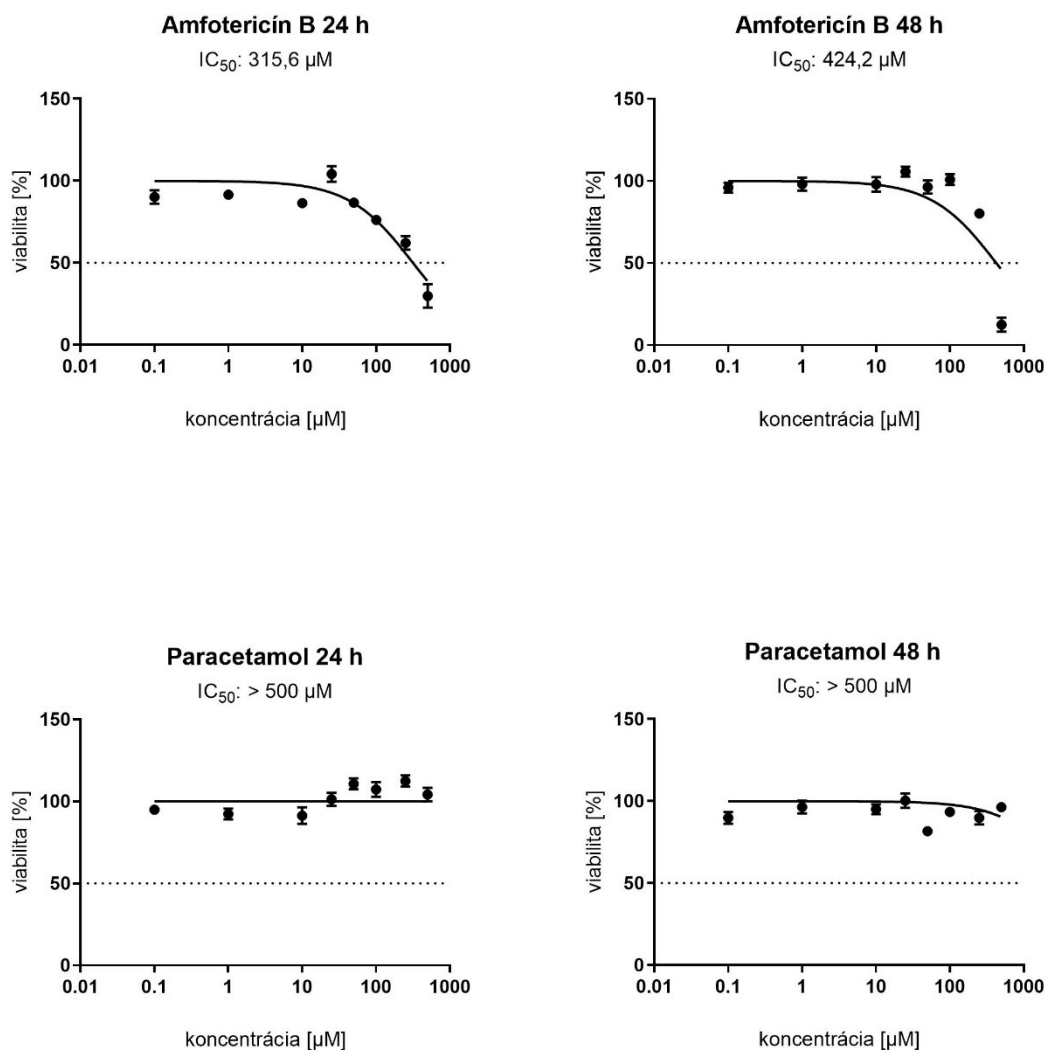 Amfotericín B 24 h
IC50: 315,6 µM
150
100
50
0
viabilita [%]
0.01 0.1 1 10 100 1000
koncentrácia [µM]
Amfotericín B 48 h
IC50: 424,2 µM
150
100
50
0
viabilita [%]
0.01 0.1 1 10 100 1000
koncentrácia [µM]
Paracetamol 24 h
IC50: > 500 µM
150
100
50
0
viabilita [%]
0.01 0.1 1 10 100 1000
koncentrácia [µM]
Paracetamol 48 h
IC50: > 500 µM
150
100
50
0
viabilita [%]
0.01 0.1 1 10 100 1000
koncentrácia [µM]